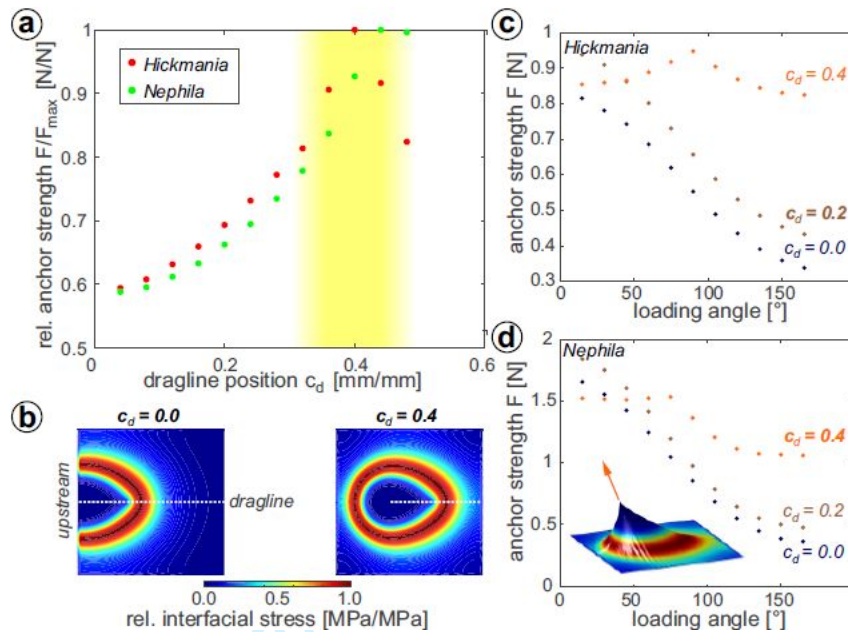 a
rel. anchor strength F/Fmax [N/N]
1
0.9
0.8
0.7
0.6
0.5
Hickmania
Nephila
0
0.2
0.4
0.6
dragline position cd [mm/mm]
b
cd = 0.0
cd = 0.4
upstream
dragline
0.0
0.5
1.0
rel. interfacial stress [MPa/MPa]
c
anchor strength F [N]
1
0.9
0.8
0.7
0.6
0.5
0.4
0.3
Hickmania
cd = 0.4
cd = 0.2
cd = 0.0
0
50
100
150
loading angle [°]
d
anchor strength F [N]
2
1.5
1
0.5
0
Nephila
cd = 0.4
cd = 0.2
cd = 0.0
0
50
100
150
loading angle [°]